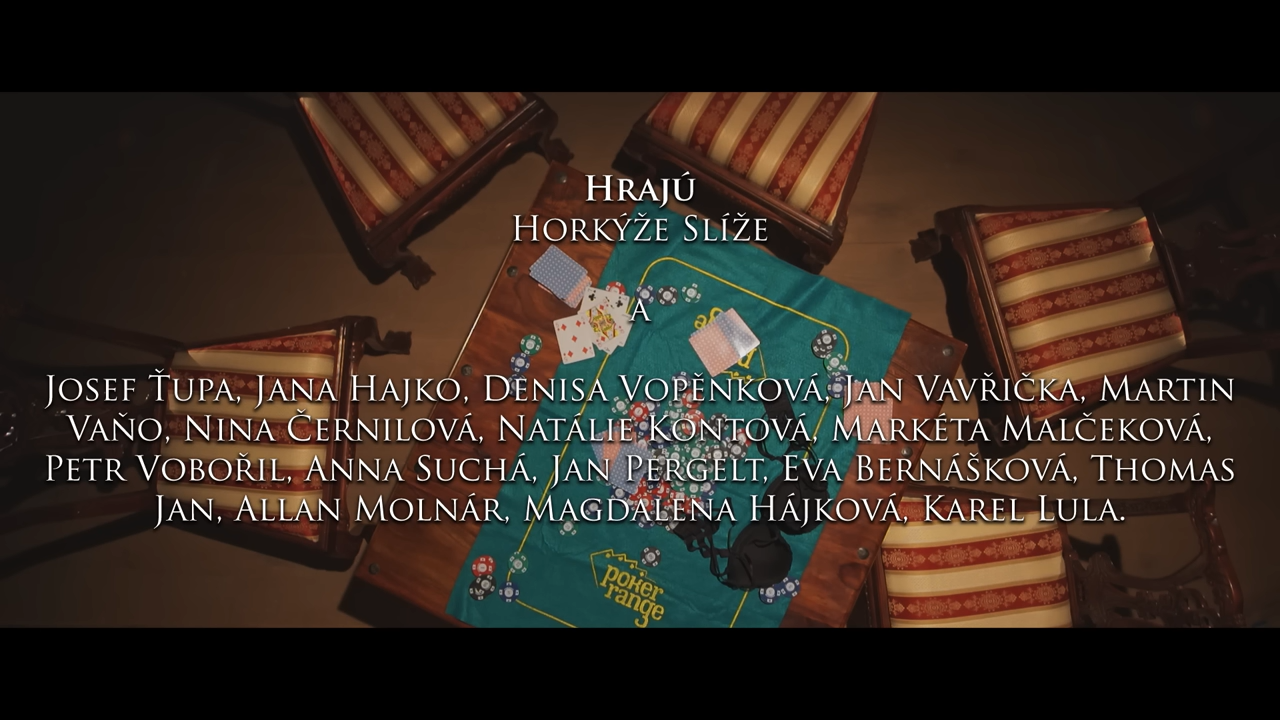 Hrajú
Horkýže Slíže
a
Josef Ťupa, Jana Hajko, Denisa Vopěnková, Jan Vavřička, Martin
Vaňo, Nina Černilová, Natálie Kontová, Markéta Malčeková,
Petr Vobořil, Anna Suchá, Jan Pergelt, Eva Bernášková, Thomas
Jan, Allan Molnár, Magdalena Hájková, Karel Lula.
poker
range